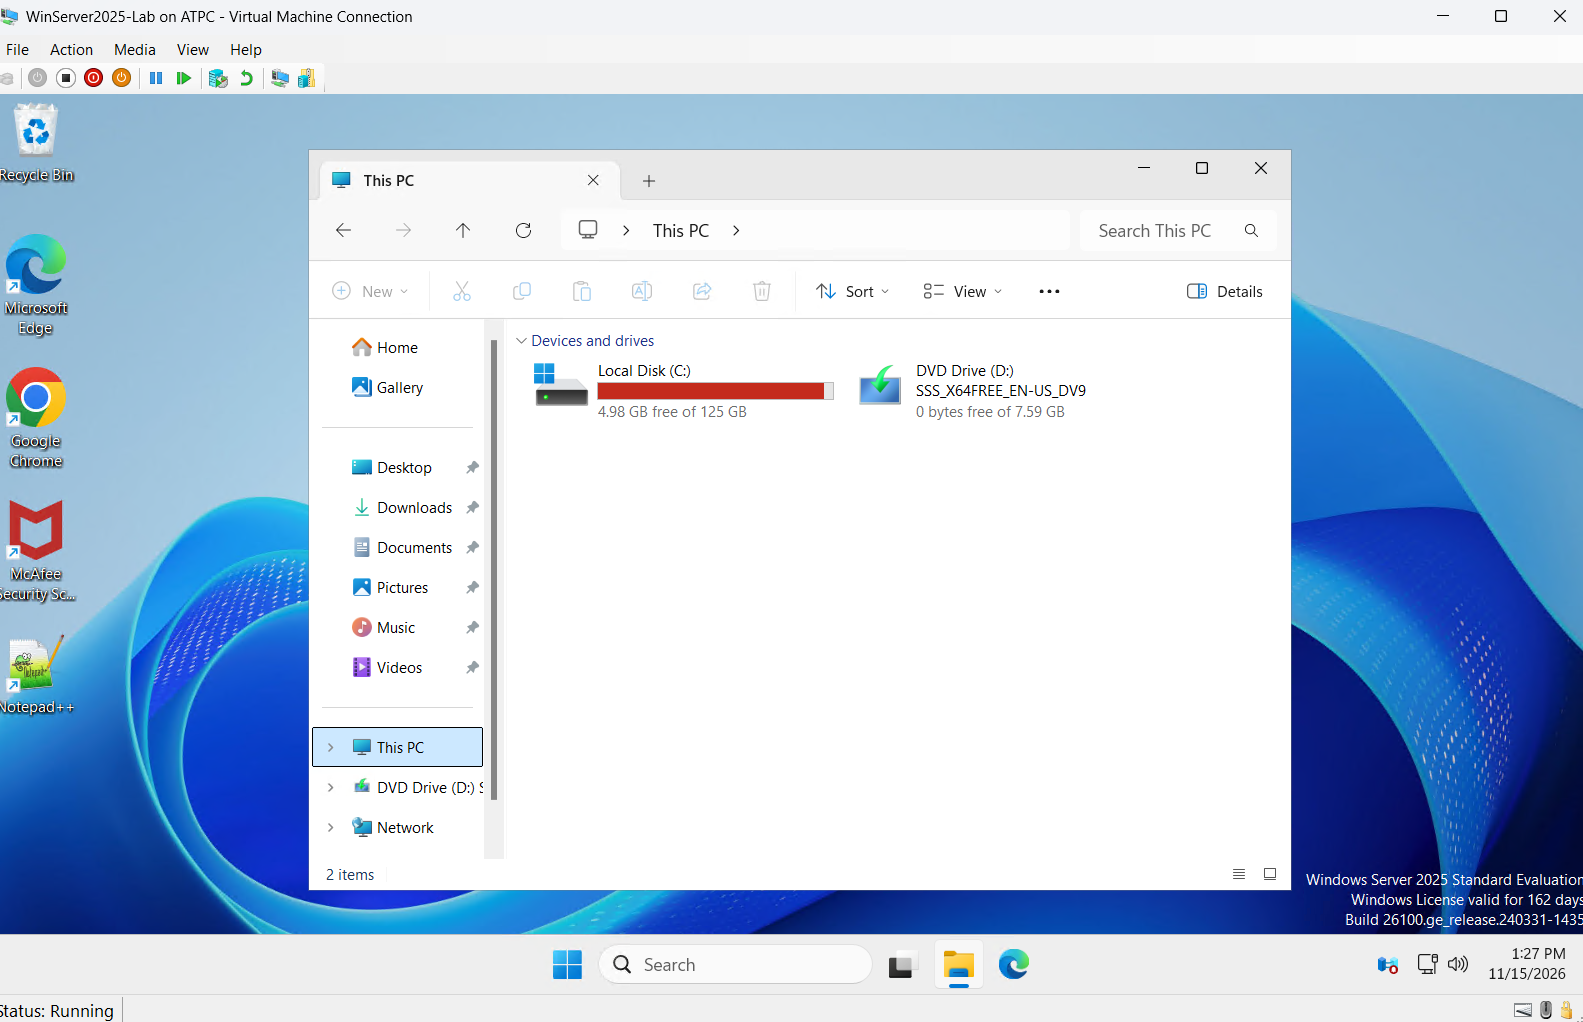 WinServer2025-Lab on ATPC - Virtual Machine Connection
File Action Media View Help
Recycle Bin
Microsoft
Edge
Google
Chrome
McAfee
Security Sc...
Notepad++
This PC
This PC
Search This PC
New
Sort
View
Details
Home
Gallery
Desktop
Downloads
Documents
Pictures
Music
Videos
This PC
DVD Drive (D:) S
Network
Devices and drives
Local Disk (C:)
4.98 GB free of 125 GB
DVD Drive (D:)
SSS_X64FREE_EN-US_DV9
0 bytes free of 7.59 GB
2 items
Windows Server 2025 Standard Evaluation
Windows License valid for 162 days
Build 26100.ge_release.240331-1435
Search
1:27 PM
11/15/2026
Status: Running